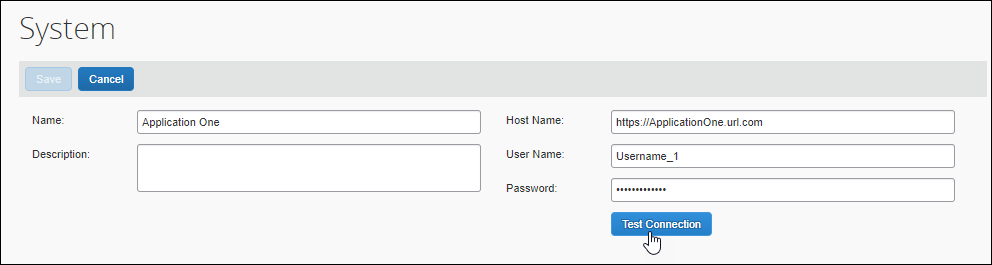 System
Save Cancel
Name: Application One
Host Name: https://ApplicationOne.url.com
Description:
User Name: Username_1
Password: •••••••••••••
Test Connection